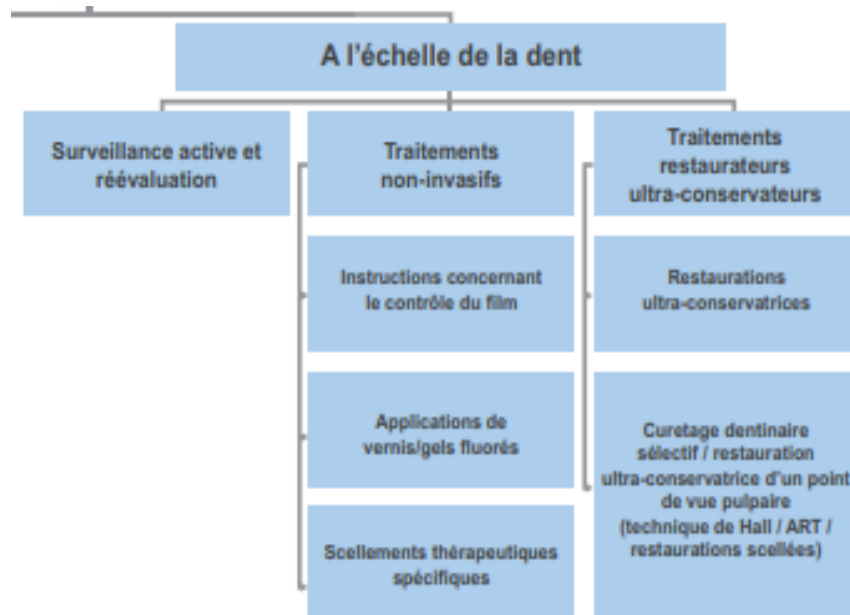 A l'échelle de la dent
Surveillance active et
réévaluation
Traitements
non-invasifs
Traitements
restaurateurs
ultra-conservateurs
Instructions concernant
le contrôle du film
Restaurations
ultra-conservatrices
Applications de
vernis/gels fluorés
Curetage dentinaire
sélectif / restauration
ultra-conservatrice d'un point
de vue pulpaire
(technique de Hall / ART /
restaurations scellées)
Scellements thérapeutiques
spécifiques